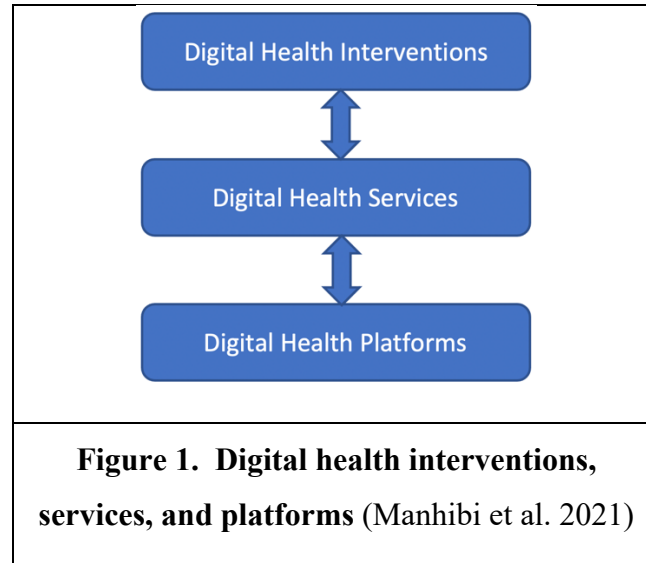 Digital Health Interventions
Digital Health Services
Digital Health Platforms
Figure 1. Digital health interventions,
services, and platforms (Manhibi et al. 2021)